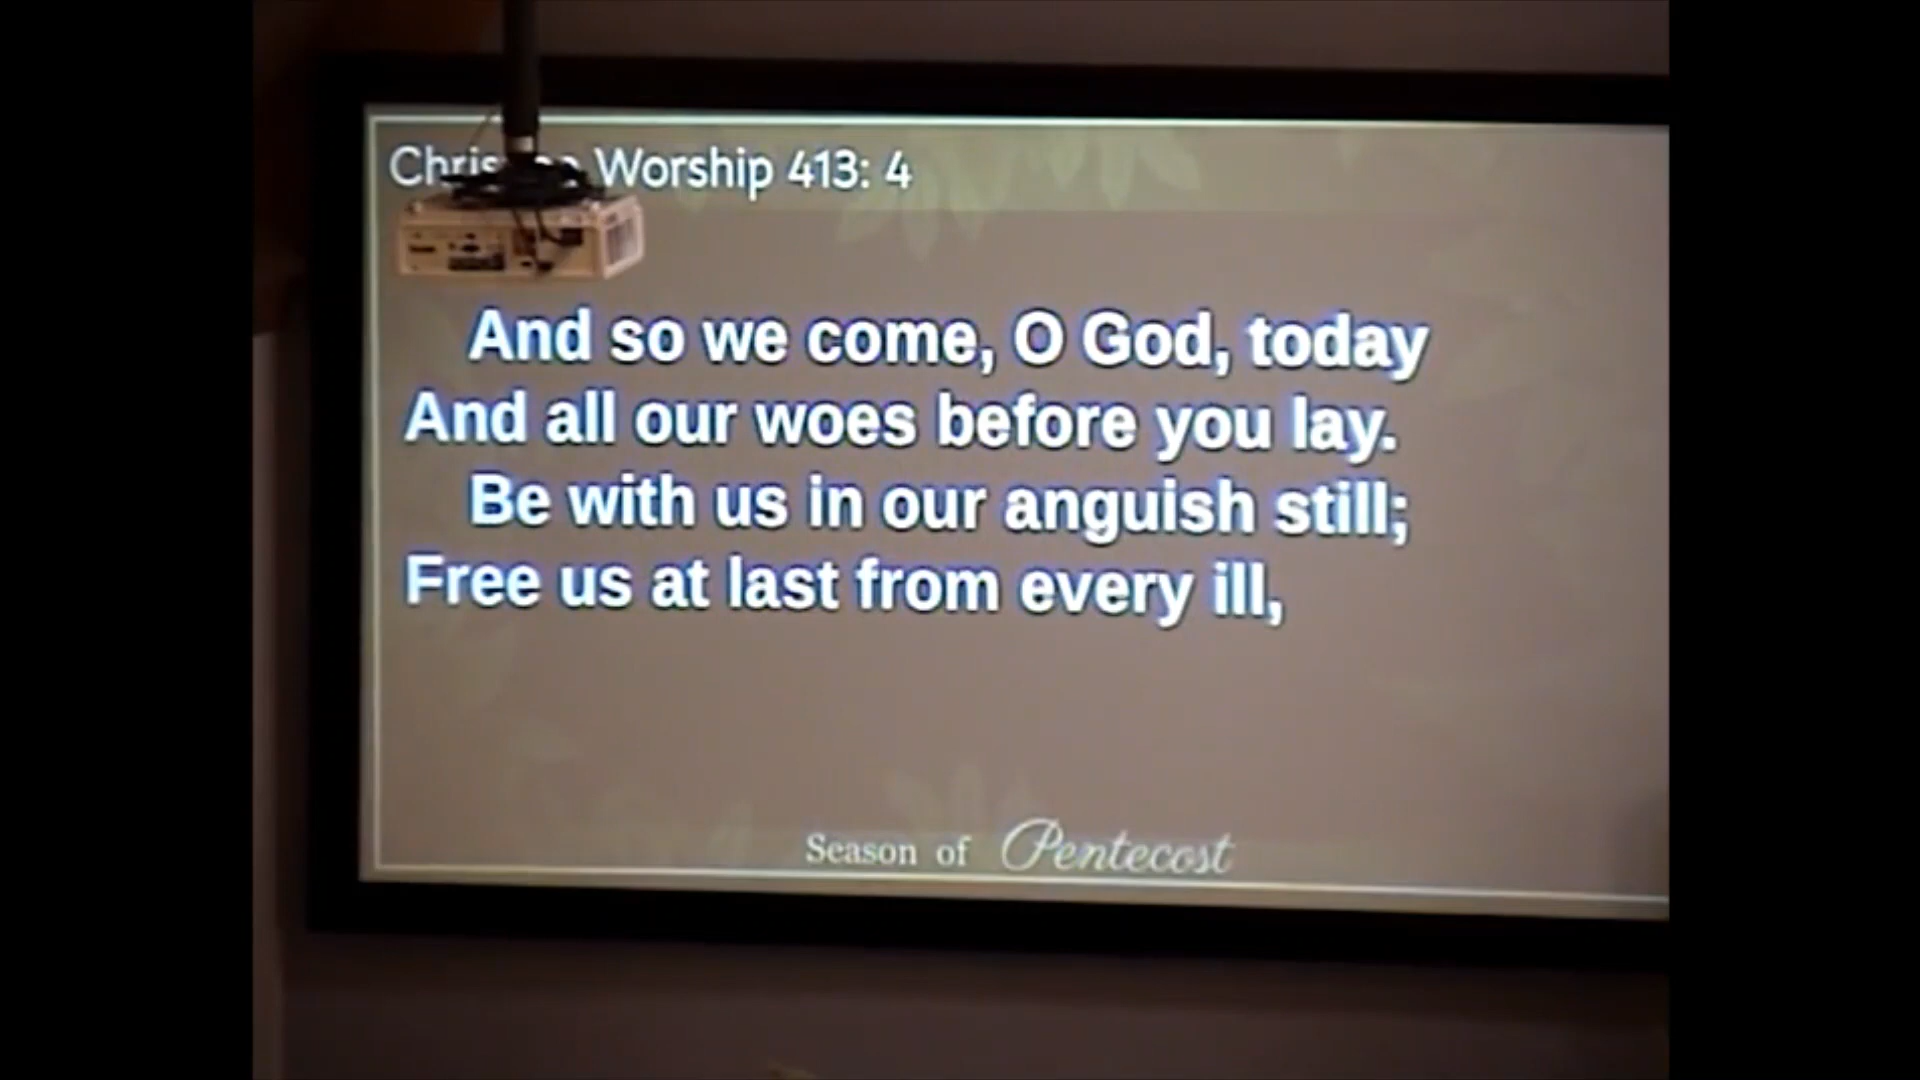 Worship 413: 4
And so we come, O God, today
And all our woes before you lay.
Be with us in our anguish still;
Free us at last from every ill,
Season of Pentecost